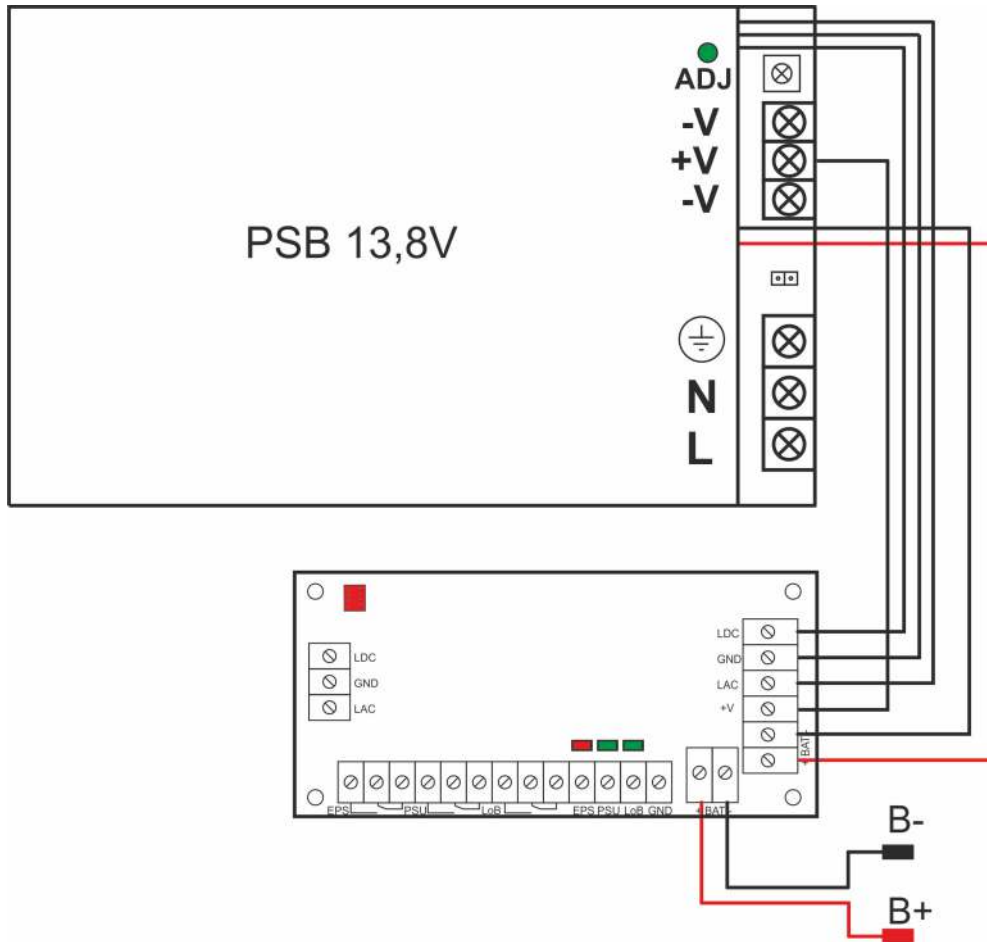 ADJ
-V
+V
-V
PSB 13,8V
N
L
LDC
GND
LAC
+V
+BAT-
LDC
GND
LAC
EPS PSU LoB EPS PSU LoB GND +BAT-
B-
B+